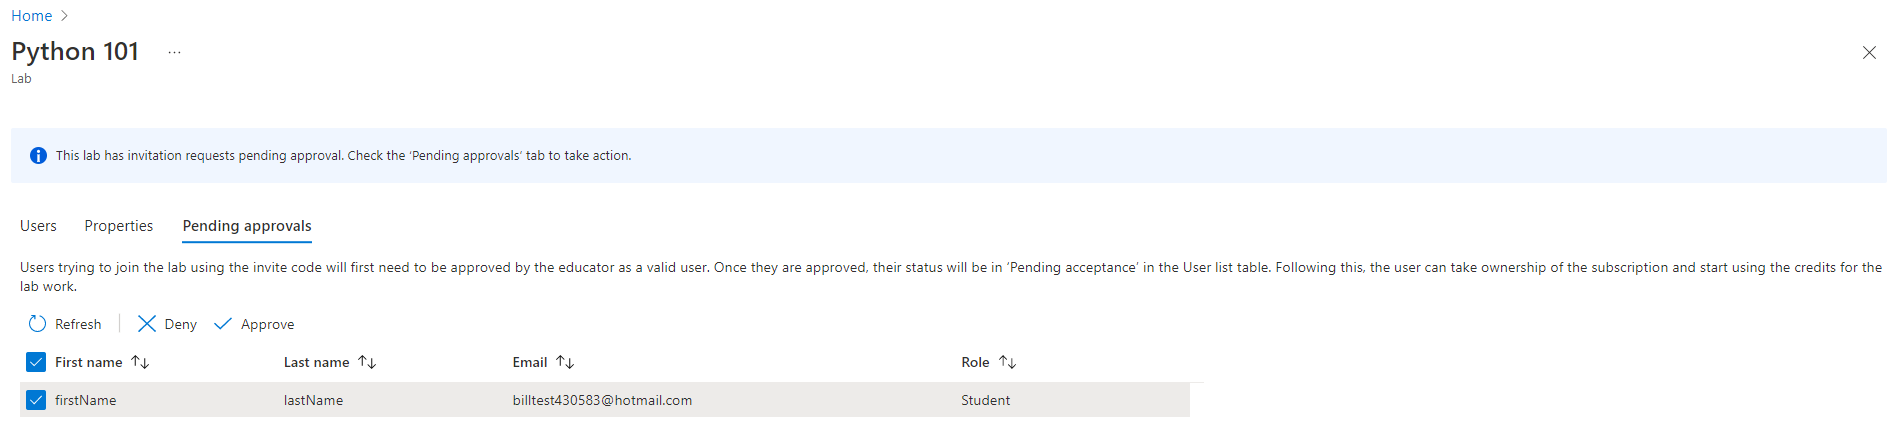 Home
Python 101 ...
Lab
This lab has invitation requests pending approval. Check the ‘Pending approvals’ tab to take action.
Users Properties Pending approvals
Users trying to join the lab using the invite code will first need to be approved by the educator as a valid user. Once they are approved, their status will be in ‘Pending acceptance’ in the User list table. Following this, the user can take ownership of the subscription and start using the credits for the
lab work.
Refresh Deny Approve
First name Last name Email Role
firstName lastName billtest430583@hotmail.com Student